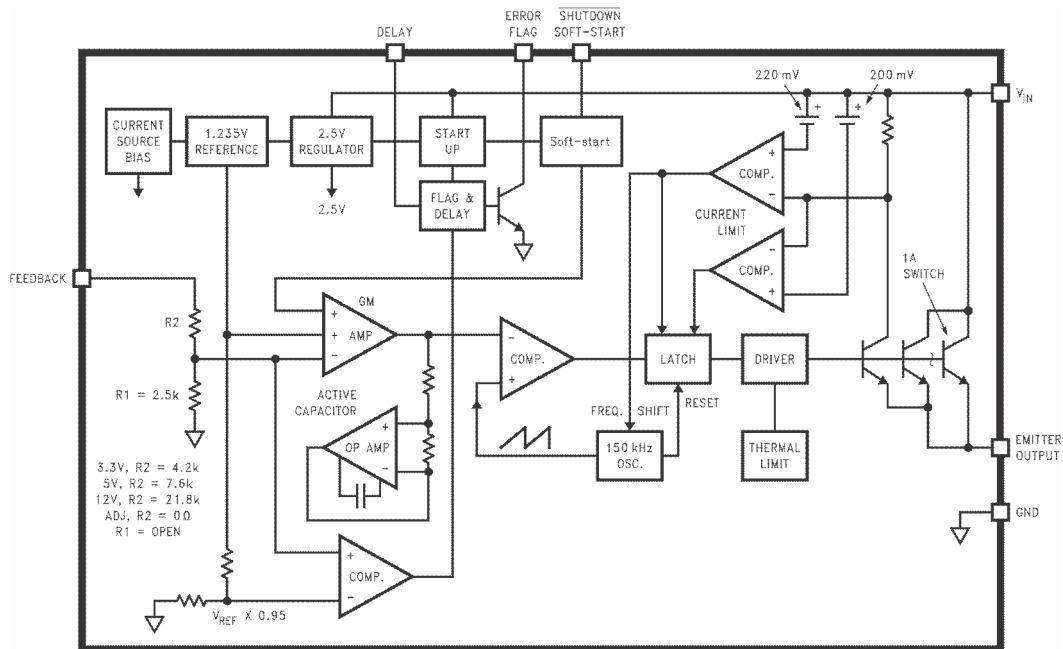 DELAY
ERROR
FLAG
SHUTDOWN
SOFT-START
220 mV
200 mV
+
+
VIN
CURRENT
SOURCE
BIAS
1.235V
REFERENCE
2.5V
REGULATOR
START
UP
Soft-start
2.5V
FLAG &
DELAY
+
COMP.
−
CURRENT
LIMIT
−
COMP.
+
1A
SWITCH
FEEDBACK
R2
R1 = 2.5k
GM
+
+
AMP
−
−
COMP.
+
LATCH
DRIVER
ACTIVE
CAPACITOR
+
OP AMP
−
FREQ. SHIFT
RESET
150 kHz
OSC.
THERMAL
LIMIT
EMITTER
OUTPUT
GND
3.3V, R2 = 4.2k
5V, R2 = 7.6k
12V, R2 = 21.8k
ADJ, R2 = 0Ω
R1 = OPEN
+
COMP.
−
VREF X 0.95